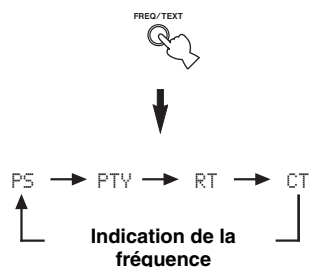 FREQ/TEXT
PS PTY RT CT
Indication de la
fréquence